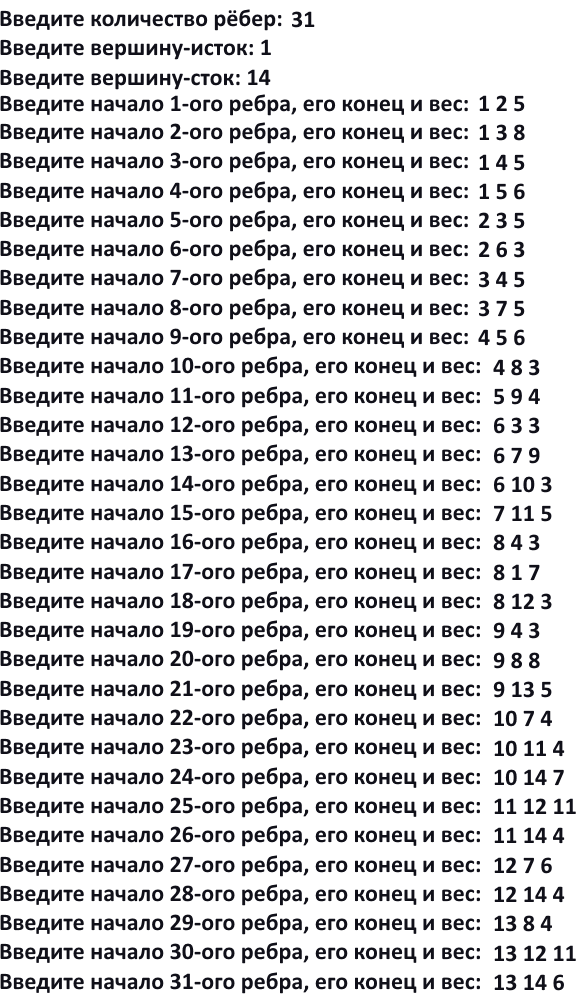 Введите количество рёбер: 31
Введите вершину-исток: 1
Введите вершину-сток: 14
Введите начало 1-ого ребра, его конец и вес: 1 2 5
Введите начало 2-ого ребра, его конец и вес: 1 3 8
Введите начало 3-ого ребра, его конец и вес: 1 4 5
Введите начало 4-ого ребра, его конец и вес: 1 5 6
Введите начало 5-ого ребра, его конец и вес: 2 3 5
Введите начало 6-ого ребра, его конец и вес: 2 6 3
Введите начало 7-ого ребра, его конец и вес: 3 4 5
Введите начало 8-ого ребра, его конец и вес: 3 7 5
Введите начало 9-ого ребра, его конец и вес: 4 5 6
Введите начало 10-ого ребра, его конец и вес: 4 8 3
Введите начало 11-ого ребра, его конец и вес: 5 9 4
Введите начало 12-ого ребра, его конец и вес: 6 3 3
Введите начало 13-ого ребра, его конец и вес: 6 7 9
Введите начало 14-ого ребра, его конец и вес: 6 10 3
Введите начало 15-ого ребра, его конец и вес: 7 11 5
Введите начало 16-ого ребра, его конец и вес: 8 4 3
Введите начало 17-ого ребра, его конец и вес: 8 1 7
Введите начало 18-ого ребра, его конец и вес: 8 12 3
Введите начало 19-ого ребра, его конец и вес: 9 4 3
Введите начало 20-ого ребра, его конец и вес: 9 8 8
Введите начало 21-ого ребра, его конец и вес: 9 13 5
Введите начало 22-ого ребра, его конец и вес: 10 7 4
Введите начало 23-ого ребра, его конец и вес: 10 11 4
Введите начало 24-ого ребра, его конец и вес: 10 14 7
Введите начало 25-ого ребра, его конец и вес: 11 12 11
Введите начало 26-ого ребра, его конец и вес: 11 14 4
Введите начало 27-ого ребра, его конец и вес: 12 7 6
Введите начало 28-ого ребра, его конец и вес: 12 14 4
Введите начало 29-ого ребра, его конец и вес: 13 8 4
Введите начало 30-ого ребра, его конец и вес: 13 12 11
Введите начало 31-ого ребра, его конец и вес: 13 14 6